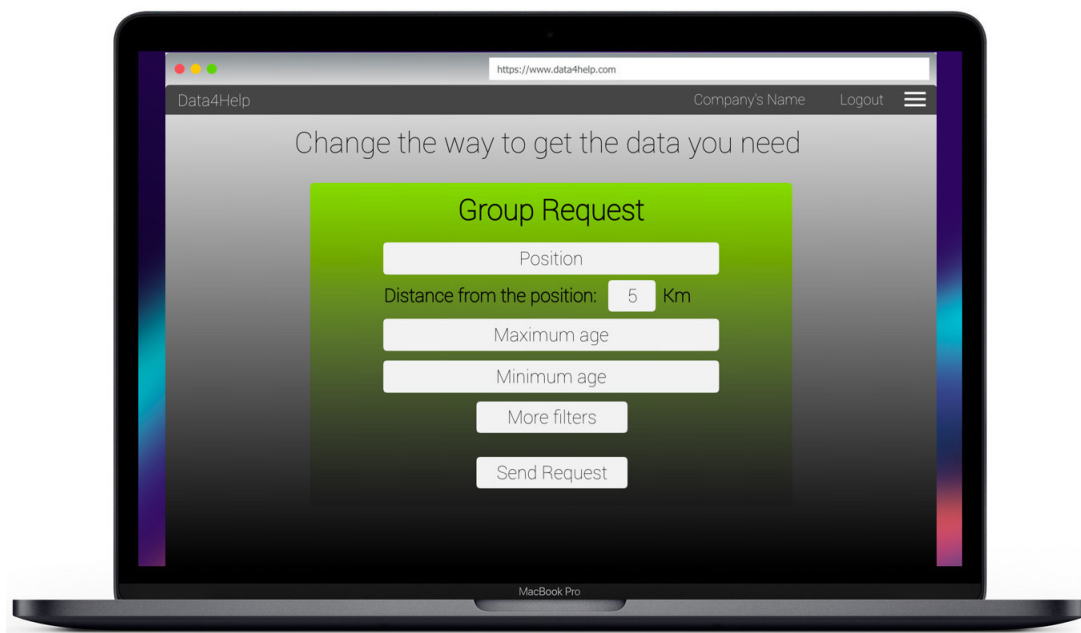 https://www.data4help.com
Data4Help Company's Name Logout
Change the way to get the data you need
Group Request
Position
Distance from the position: 5 Km
Maximum age
Minimum age
More filters
Send Request
MacBook Pro